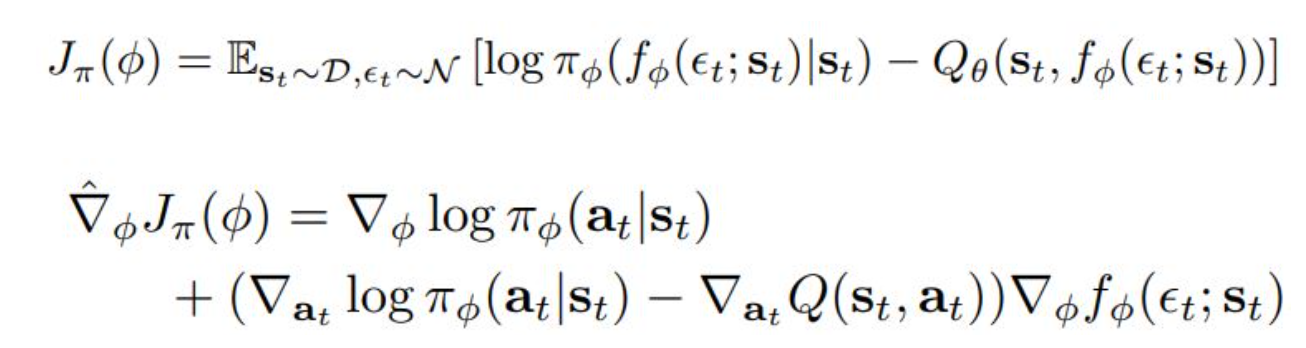 J_π(ϕ) = 𝔼_{𝐬_t∼𝒟,ϵ_t∼𝒩} [log π_ϕ(f_ϕ(ϵ_t; 𝐬_t)|𝐬_t) − Q_θ(𝐬_t, f_ϕ(ϵ_t; 𝐬_t))]
∇̂_ϕ J_π(ϕ) = ∇_ϕ log π_ϕ(𝐚_t|𝐬_t)
+ (∇_{𝐚_t} log π_ϕ(𝐚_t|𝐬_t) − ∇_{𝐚_t} Q(𝐬_t, 𝐚_t))∇_ϕ f_ϕ(ϵ_t; 𝐬_t)